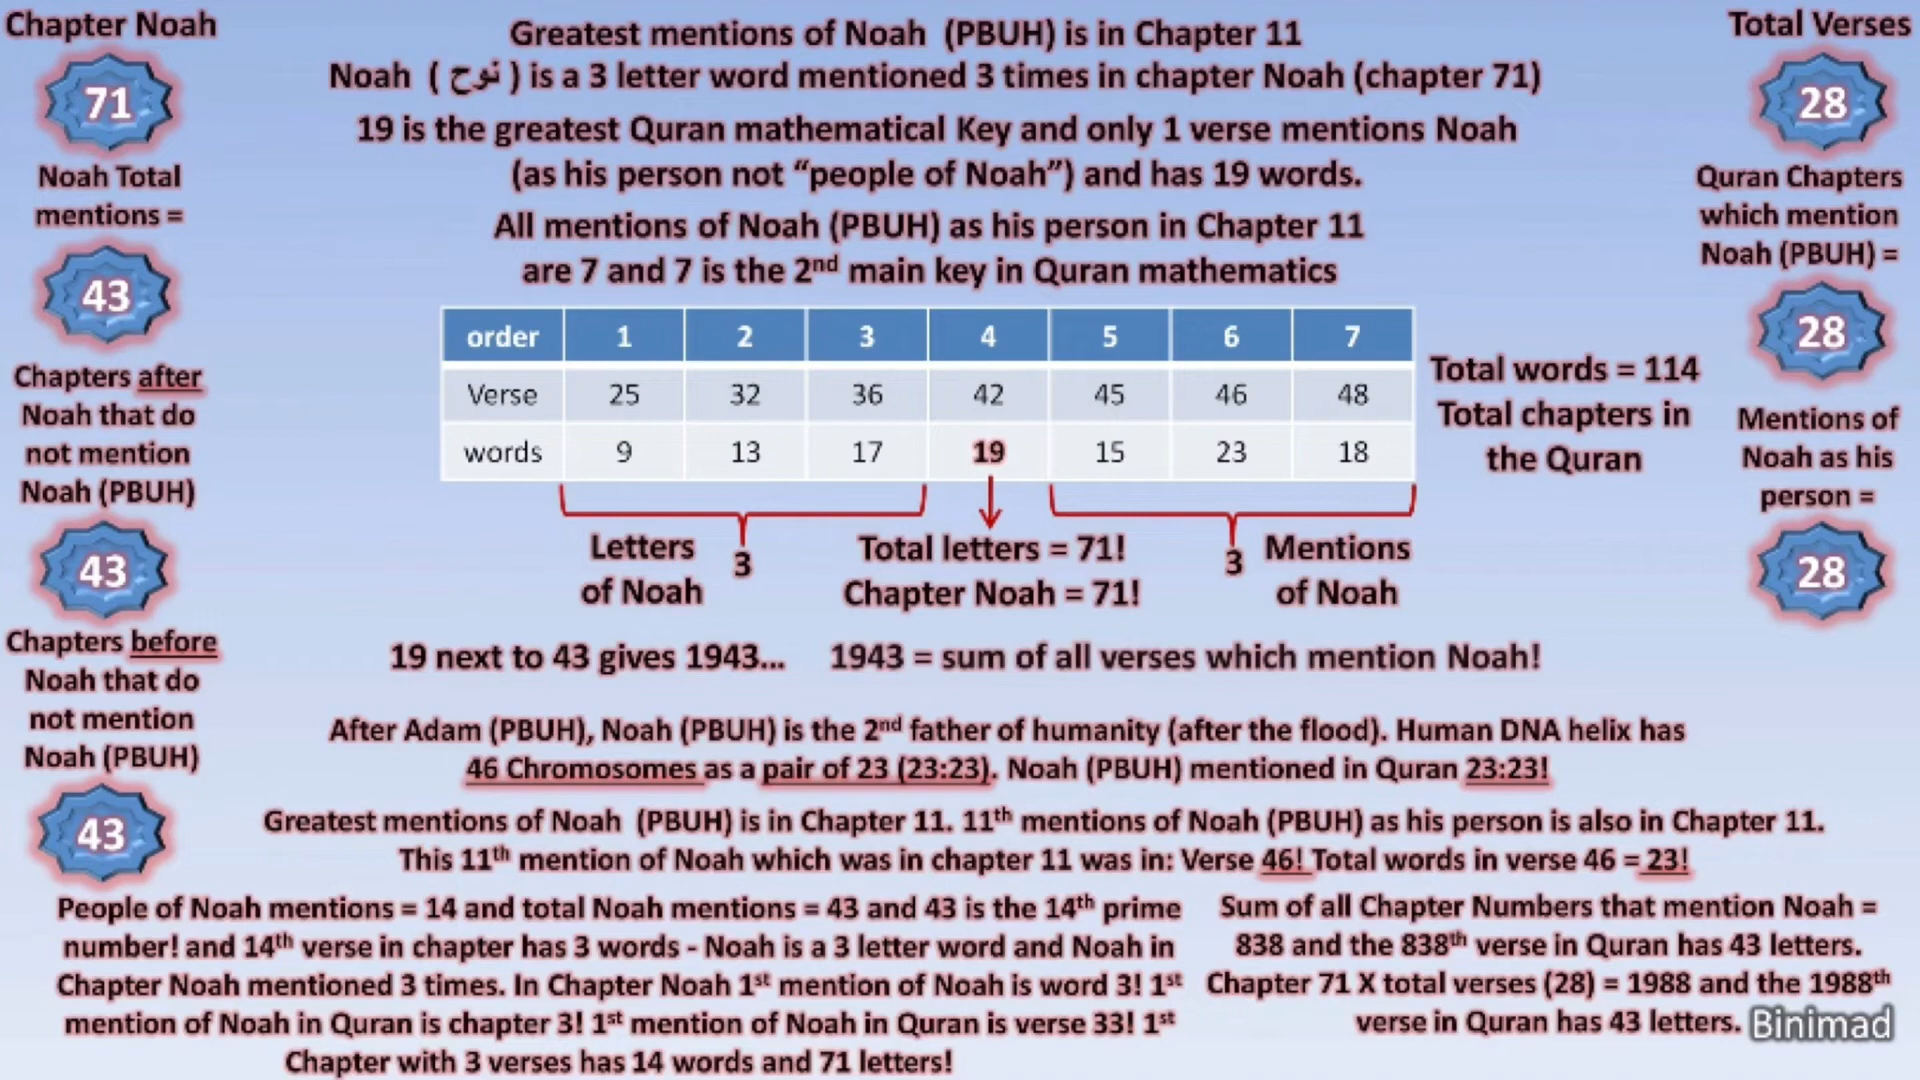 Chapter Noah
71
Noah Total
mentions =
43
Chapters after
Noah that do
not mention
Noah (PBUH)
43
Chapters before
Noah that do
not mention
Noah (PBUH)
43
Greatest mentions of Noah (PBUH) is in Chapter 11
Noah ( نوح ) is a 3 letter word mentioned 3 times in chapter Noah (chapter 71)
19 is the greatest Quran mathematical Key and only 1 verse mentions Noah
(as his person not “people of Noah”) and has 19 words.
All mentions of Noah (PBUH) as his person in Chapter 11
are 7 and 7 is the 2nd main key in Quran mathematics
order 1 2 3 4 5 6 7
Verse 25 32 36 42 45 46 48
words 9 13 17 19 15 23 18
Total words = 114
Total chapters in
the Quran
Letters
of Noah
3
Total letters = 71!
Chapter Noah = 71!
3
Mentions
of Noah
19 next to 43 gives 1943... 1943 = sum of all verses which mention Noah!
After Adam (PBUH), Noah (PBUH) is the 2nd father of humanity (after the flood). Human DNA helix has
46 Chromosomes as a pair of 23 (23:23). Noah (PBUH) mentioned in Quran 23:23!
Greatest mentions of Noah (PBUH) is in Chapter 11. 11th mentions of Noah (PBUH) as his person is also in Chapter 11.
This 11th mention of Noah which was in chapter 11 was in: Verse 46! Total words in verse 46 = 23!
People of Noah mentions = 14 and total Noah mentions = 43 and 43 is the 14th prime
number! and 14th verse in chapter has 3 words - Noah is a 3 letter word and Noah in
Chapter Noah mentioned 3 times. In Chapter Noah 1st mention of Noah is word 3! 1st
mention of Noah in Quran is chapter 3! 1st mention of Noah in Quran is verse 33! 1st
Chapter with 3 verses has 14 words and 71 letters!
Sum of all Chapter Numbers that mention Noah =
838 and the 838th verse in Quran has 43 letters.
Chapter 71 X total verses (28) = 1988 and the 1988th
verse in Quran has 43 letters.
Total Verses
28
Quran Chapters
which mention
Noah (PBUH) =
28
Mentions of
Noah as his
person =
28
Binimad